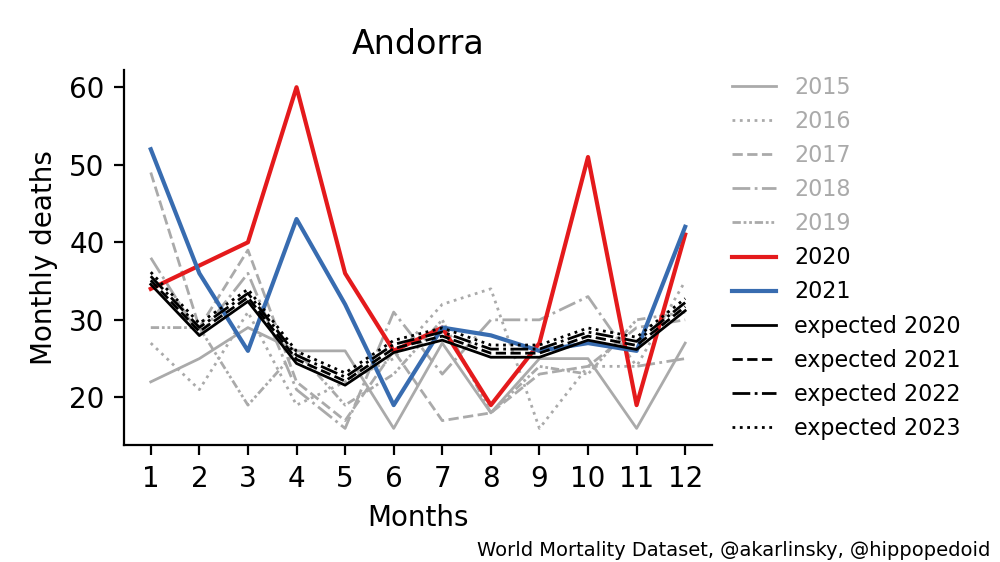 Andorra
Monthly deaths
60
50
40
30
20
1 2 3 4 5 6 7 8 9 10 11 12
Months
2015
2016
2017
2018
2019
2020
2021
expected 2020
expected 2021
expected 2022
expected 2023
World Mortality Dataset, @akarlinsky, @hippopedoid